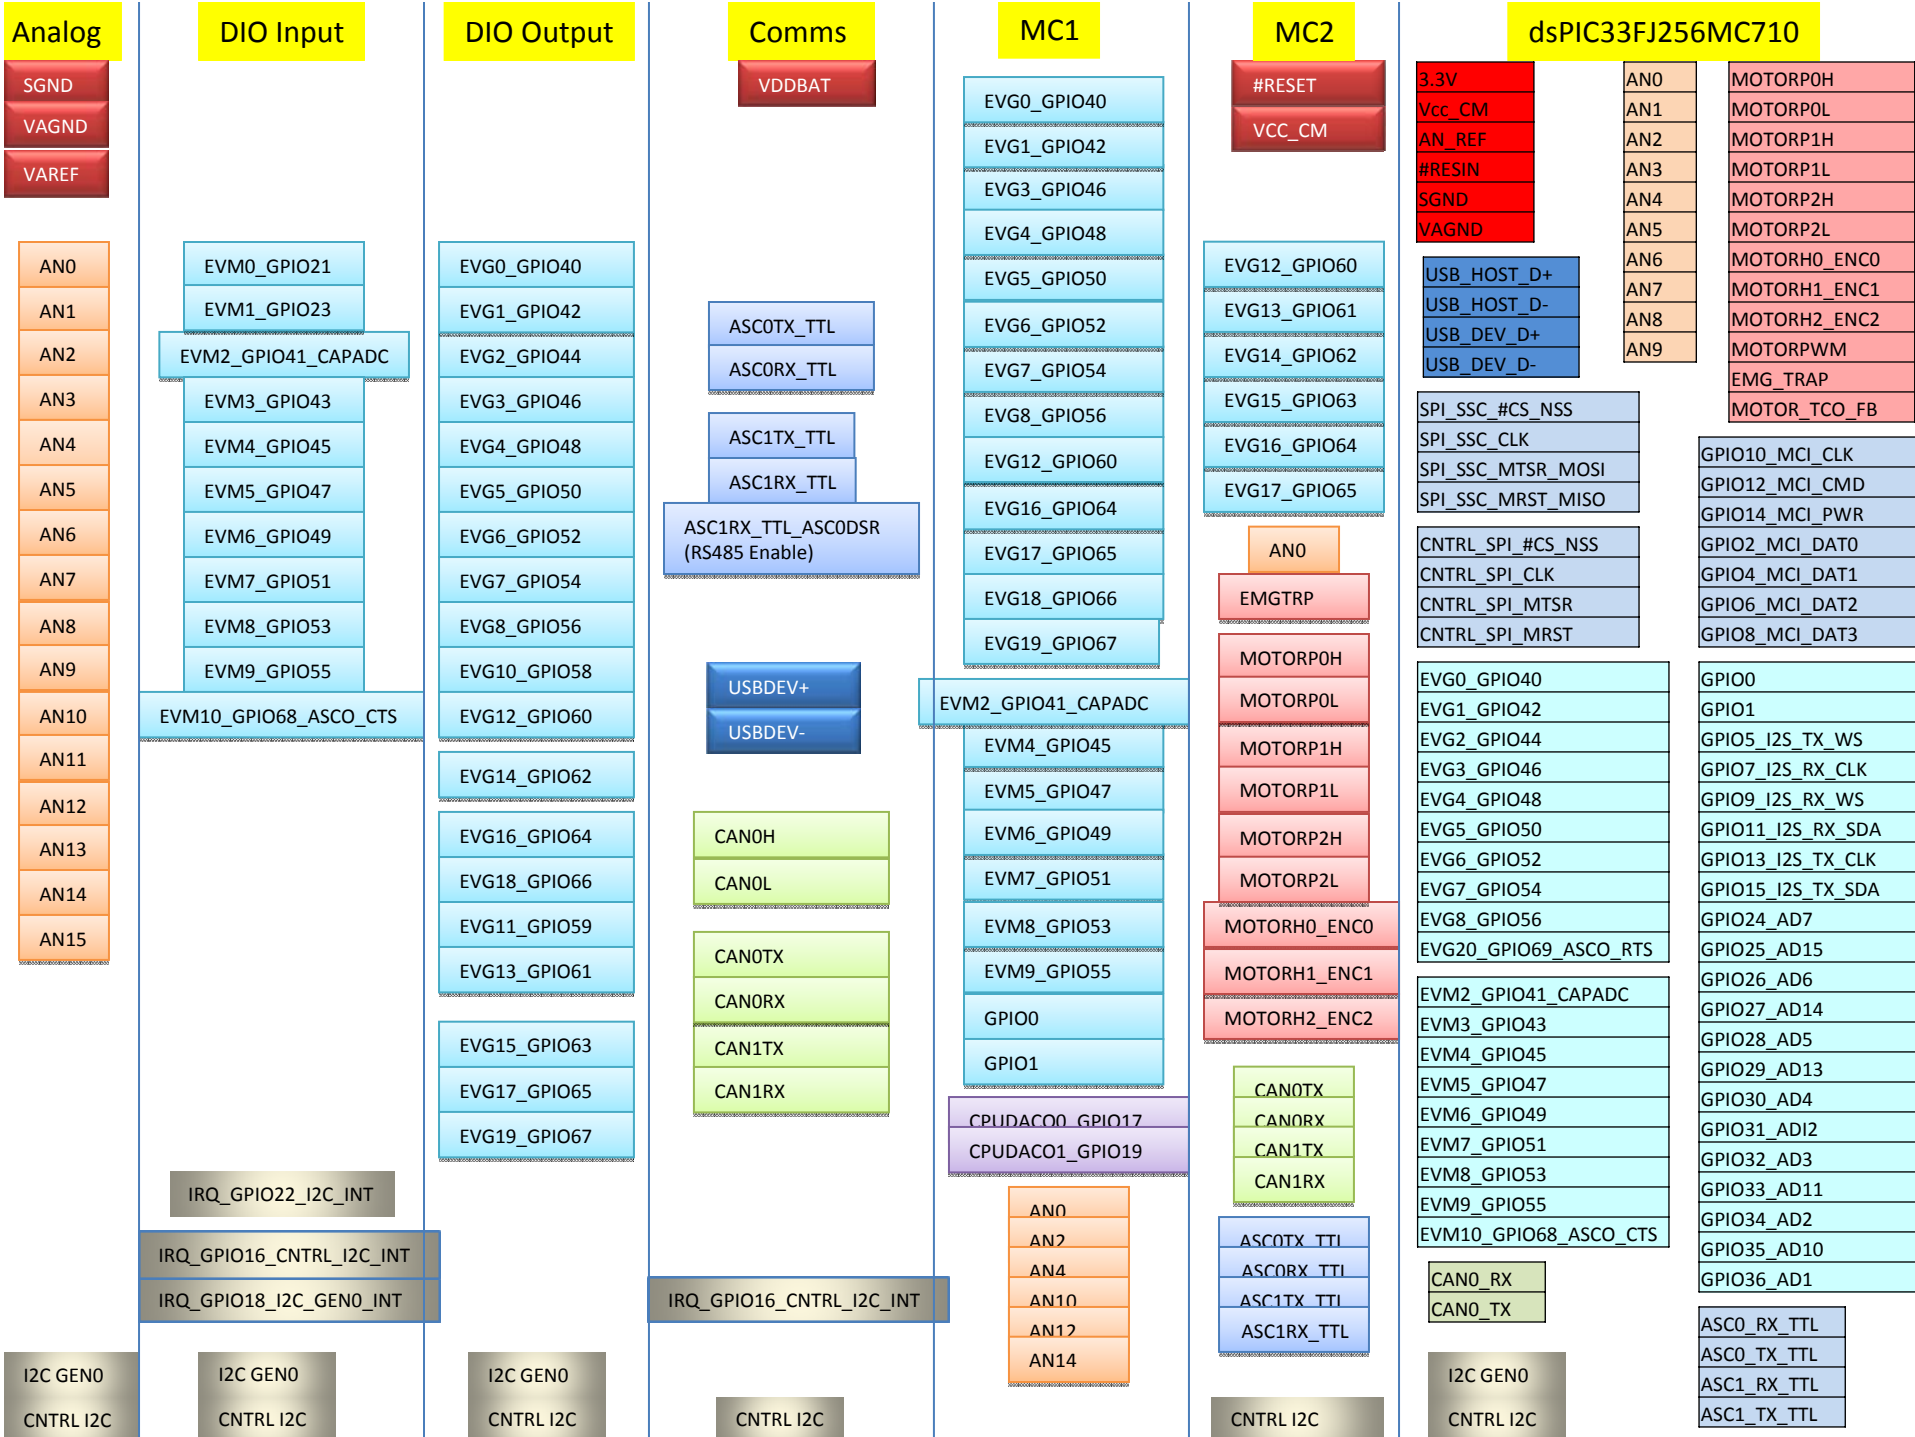 Analog
SGND
VAGND
VAREF
AN0
AN1
AN2
AN3
AN4
AN5
AN6
AN7
AN8
AN9
AN10
AN11
AN12
AN13
AN14
AN15
I2C GEN0
CNTRL I2C
DIO Input
EVM0_GPIO21
EVM1_GPIO23
EVM2_GPIO41_CAPADC
EVM3_GPIO43
EVM4_GPIO45
EVM5_GPIO47
EVM6_GPIO49
EVM7_GPIO51
EVM8_GPIO53
EVM9_GPIO55
EVM10_GPIO68_ASCO_CTS
IRQ_GPIO22_I2C_INT
IRQ_GPIO16_CNTRL_I2C_INT
IRQ_GPIO18_I2C_GEN0_INT
I2C GEN0
CNTRL I2C
DIO Output
EVG0_GPIO40
EVG1_GPIO42
EVG2_GPIO44
EVG3_GPIO46
EVG4_GPIO48
EVG5_GPIO50
EVG6_GPIO52
EVG7_GPIO54
EVG8_GPIO56
EVG10_GPIO58
EVG12_GPIO60
EVG14_GPIO62
EVG16_GPIO64
EVG18_GPIO66
EVG11_GPIO59
EVG13_GPIO61
EVG15_GPIO63
EVG17_GPIO65
EVG19_GPIO67
I2C GEN0
CNTRL I2C
Comms
VDDBAT
ASC0TX_TTL
ASC0RX_TTL
ASC1TX_TTL
ASC1RX_TTL
ASC1RX_TTL_ASC0DSR
(RS485 Enable)
USBDEV+
USBDEV-
CAN0H
CAN0L
CAN0TX
CAN0RX
CAN1TX
CAN1RX
IRQ_GPIO16_CNTRL_I2C_INT
CNTRL I2C
MC1
EVG0_GPIO40
EVG1_GPIO42
EVG3_GPIO46
EVG4_GPIO48
EVG5_GPIO50
EVG6_GPIO52
EVG7_GPIO54
EVG8_GPIO56
EVG12_GPIO60
EVG16_GPIO64
EVG17_GPIO65
EVG18_GPIO66
EVG19_GPIO67
EVM2_GPIO41_CAPADC
EVM4_GPIO45
EVM5_GPIO47
EVM6_GPIO49
EVM7_GPIO51
EVM8_GPIO53
EVM9_GPIO55
GPIO0
GPIO1
CPUDACO0_GPIO17
CPUDACO1_GPIO19
AN0
AN2
AN4
AN10
AN12
AN14
MC2
#RESET
VCC_CM
EVG12_GPIO60
EVG13_GPIO61
EVG14_GPIO62
EVG15_GPIO63
EVG16_GPIO64
EVG17_GPIO65
AN0
EMGTRP
MOTORP0H
MOTORP0L
MOTORP1H
MOTORP1L
MOTORP2H
MOTORP2L
MOTORH0_ENC0
MOTORH1_ENC1
MOTORH2_ENC2
CAN0TX
CAN0RX
CAN1TX
CAN1RX
ASC0TX_TTL
ASC0RX_TTL
ASC1TX_TTL
ASC1RX_TTL
CNTRL I2C
dsPIC33FJ256MC710
3.3V
Vcc_CM
AN_REF
#RESIN
SGND
VAGND
USB_HOST_D+
USB_HOST_D-
USB_DEV_D+
USB_DEV_D-
SPI_SSC_#CS_NSS
SPI_SSC_CLK
SPI_SSC_MTSR_MOSI
SPI_SSC_MRST_MISO
CNTRL_SPI_#CS_NSS
CNTRL_SPI_CLK
CNTRL_SPI_MTSR
CNTRL_SPI_MRST
EVG0_GPIO40
EVG1_GPIO42
EVG2_GPIO44
EVG3_GPIO46
EVG4_GPIO48
EVG5_GPIO50
EVG6_GPIO52
EVG7_GPIO54
EVG8_GPIO56
EVG20_GPIO69_ASCO_RTS
EVM2_GPIO41_CAPADC
EVM3_GPIO43
EVM4_GPIO45
EVM5_GPIO47
EVM6_GPIO49
EVM7_GPIO51
EVM8_GPIO53
EVM9_GPIO55
EVM10_GPIO68_ASCO_CTS
CAN0_RX
CAN0_TX
I2C GEN0
CNTRL I2C
AN0
AN1
AN2
AN3
AN4
AN5
AN6
AN7
AN8
AN9
MOTORP0H
MOTORP0L
MOTORP1H
MOTORP1L
MOTORP2H
MOTORP2L
MOTORH0_ENC0
MOTORH1_ENC1
MOTORH2_ENC2
MOTORPWM
EMG_TRAP
MOTOR_TCO_FB
GPIO10_MCI_CLK
GPIO12_MCI_CMD
GPIO14_MCI_PWR
GPIO2_MCI_DAT0
GPIO4_MCI_DAT1
GPIO6_MCI_DAT2
GPIO8_MCI_DAT3
GPIO0
GPIO1
GPIO5_I2S_TX_WS
GPIO7_I2S_RX_CLK
GPIO9_I2S_RX_WS
GPIO11_I2S_RX_SDA
GPIO13_I2S_TX_CLK
GPIO15_I2S_TX_SDA
GPIO24_AD7
GPIO25_AD15
GPIO26_AD6
GPIO27_AD14
GPIO28_AD5
GPIO29_AD13
GPIO30_AD4
GPIO31_ADI2
GPIO32_AD3
GPIO33_AD11
GPIO34_AD2
GPIO35_AD10
GPIO36_AD1
ASC0_RX_TTL
ASC0_TX_TTL
ASC1_RX_TTL
ASC1_TX_TTL